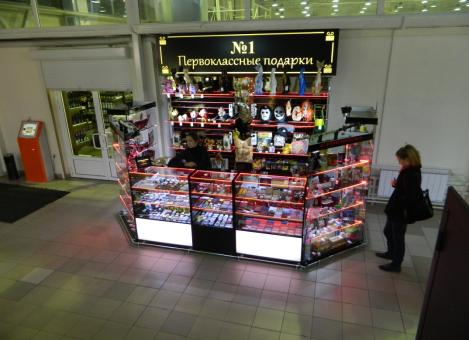 №1
Первоклассные подарки